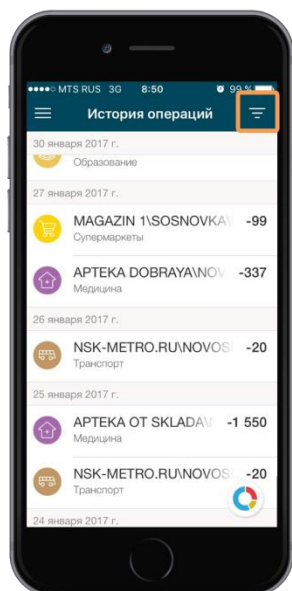 MTS RUS 3G 8:50 99 %
История операций
30 января 2017 г.
Образование
27 января 2017 г.
MAGAZIN 1\SOSNOVKA\ -99
Супермаркеты
APTEKA DOBRAYA\NOV -337
Медицина
26 января 2017 г.
NSK-METRO.RU\NOVOS -20
Транспорт
25 января 2017 г.
APTEKA OT SKLADA\ -1 550
Медицина
NSK-METRO.RU\NOVOS -20
Транспорт
24 января 2017 г.